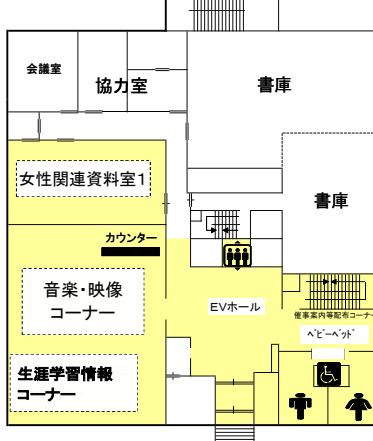 会議室
協力室
書庫
女性関連資料室1
書庫
カウンター
音楽・映像
コーナー
EVホール
催事案内等配布コーナー
ベビーベッド
生涯学習情報
コーナー